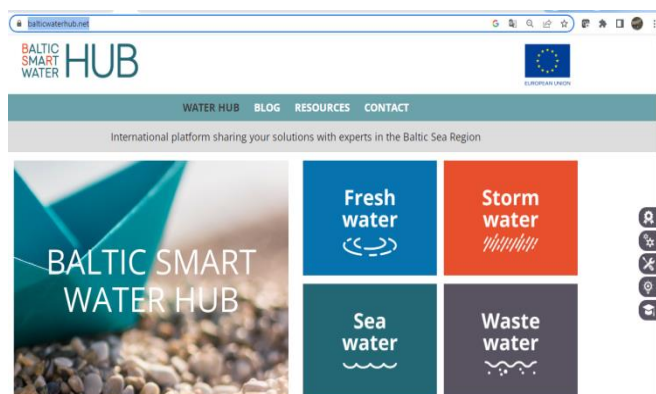 balticwaterhub.net
BALTIC
SMART
WATER
HUB
EUROPEAN UNION
WATER HUB BLOG RESOURCES CONTACT
International platform sharing your solutions with experts in the Baltic Sea Region
BALTIC SMART
WATER HUB
Fresh
water
Storm
water
Sea
water
Waste
water